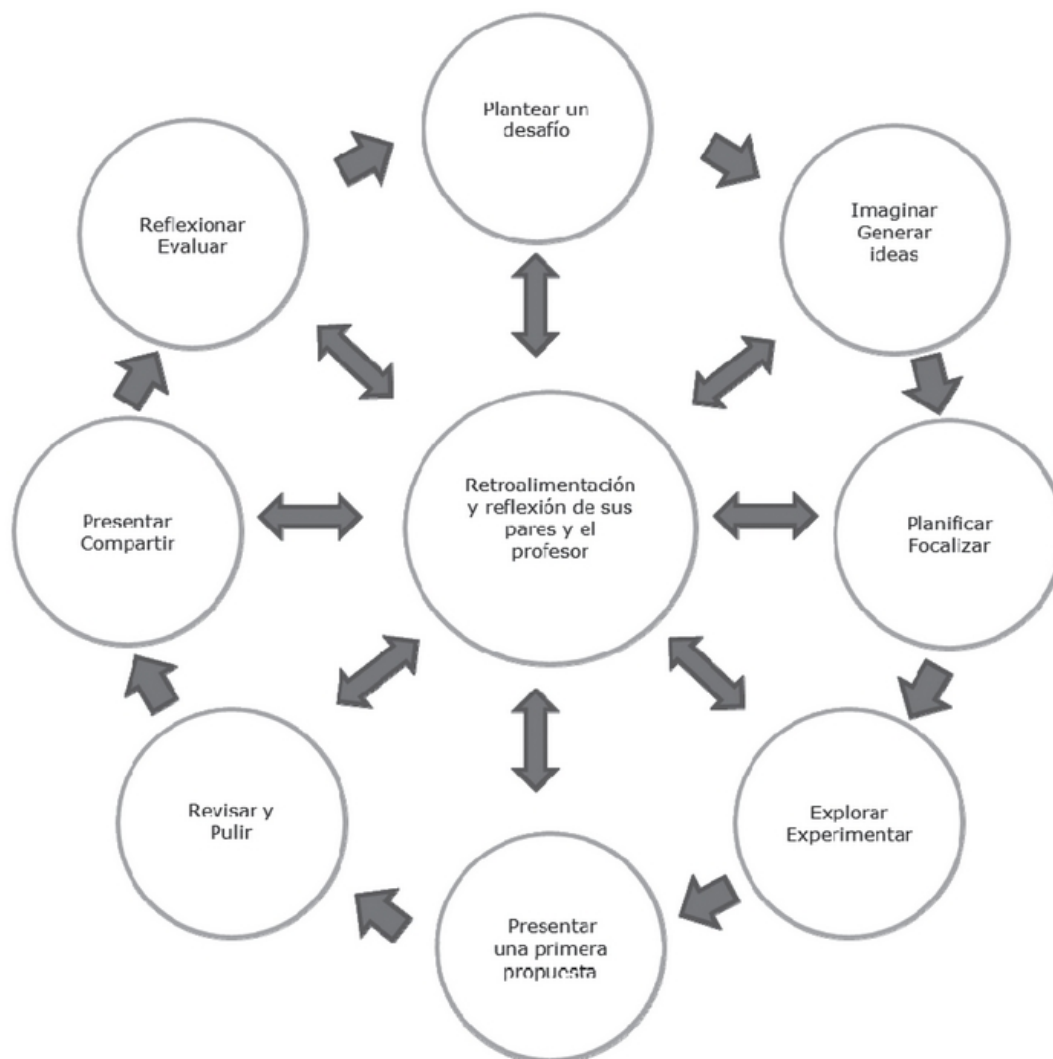 Plantear un
desafío
Imaginar
Generar
ideas
Planificar
Focalizar
Explorar
Experimentar
Presentar
una primera
propuesta
Revisar y
Pulir
Presentar
Compartir
Reflexionar
Evaluar
Retroalimentación
y reflexión de sus
pares y el
profesor